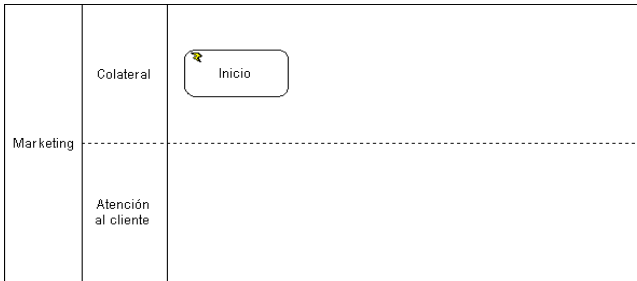 Colateral
Inicio
Marketing
Atención
al cliente